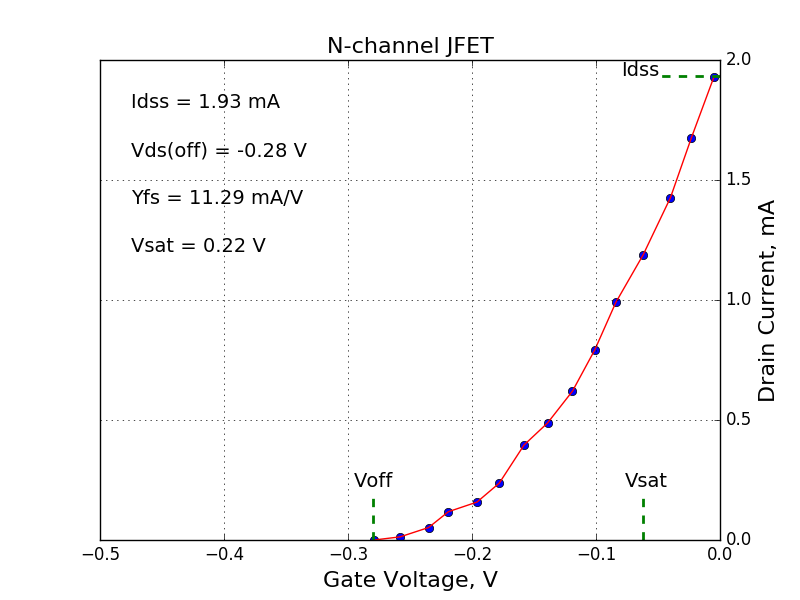 N-channel JFET
Idss
Idss = 1.93 mA
Vds(off) = -0.28 V
Yfs = 11.29 mA/V
Vsat = 0.22 V
Voff
Vsat
2.0
1.5
1.0
0.5
0.0
Drain Current, mA
−0.5 −0.4 −0.3 −0.2 −0.1 0.0
Gate Voltage, V